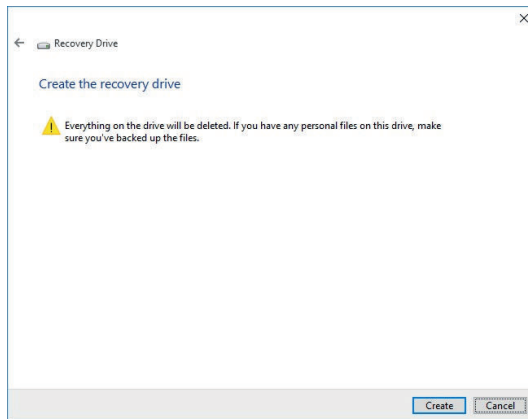 Recovery Drive
Create the recovery drive
Everything on the drive will be deleted. If you have any personal files on this drive, make
sure you've backed up the files.
Create Cancel